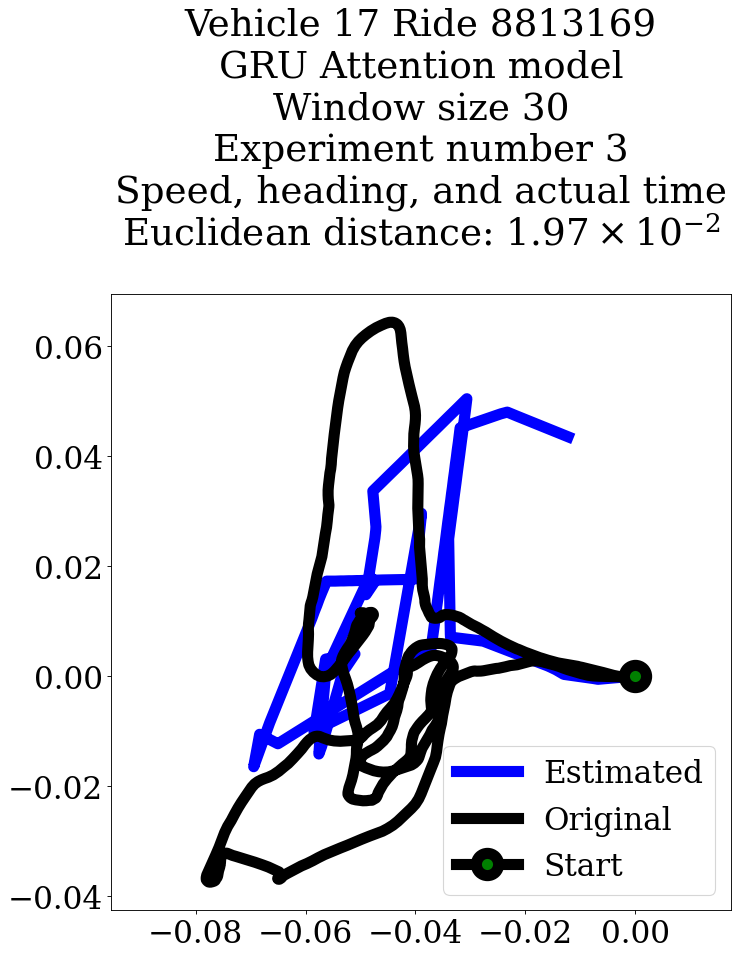 Vehicle 17 Ride 8813169
GRU Attention model
Window size 30
Experiment number 3
Speed, heading, and actual time
Euclidean distance: 1.97 × 10⁻²
0.06
0.04
0.02
0.00
−0.02
−0.04
Estimated
Original
Start
−0.08 −0.06 −0.04 −0.02 0.00